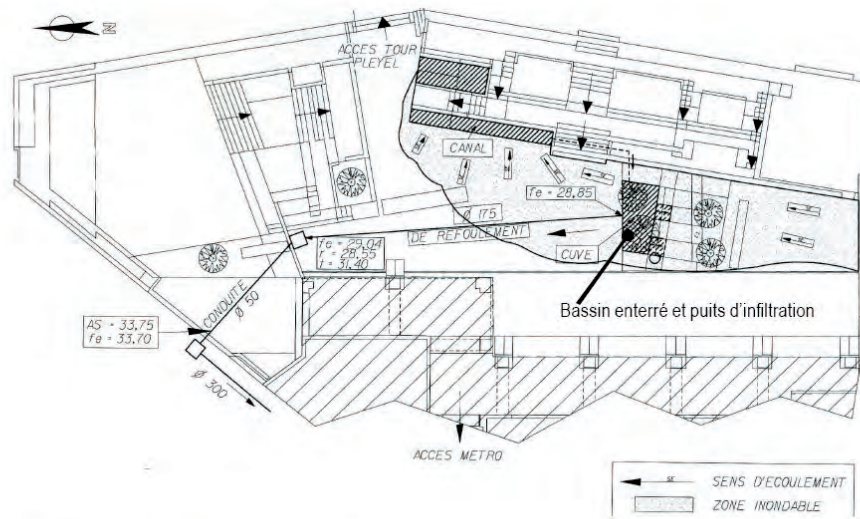 N
ACCES TOUR
PLEYEL
CANAL
fe = 28.85
Ø 175
DE REFOULEMENT
CUVE
fe = 29.04
r = 28.55
t = 31.40
CONDUITE
Ø 50
Bassin enterré et puits d'infiltration
AS = 33.75
fe = 33.70
Ø 300
ACCES METRO
SENS D'ECOULEMENT
ZONE INONDABLE